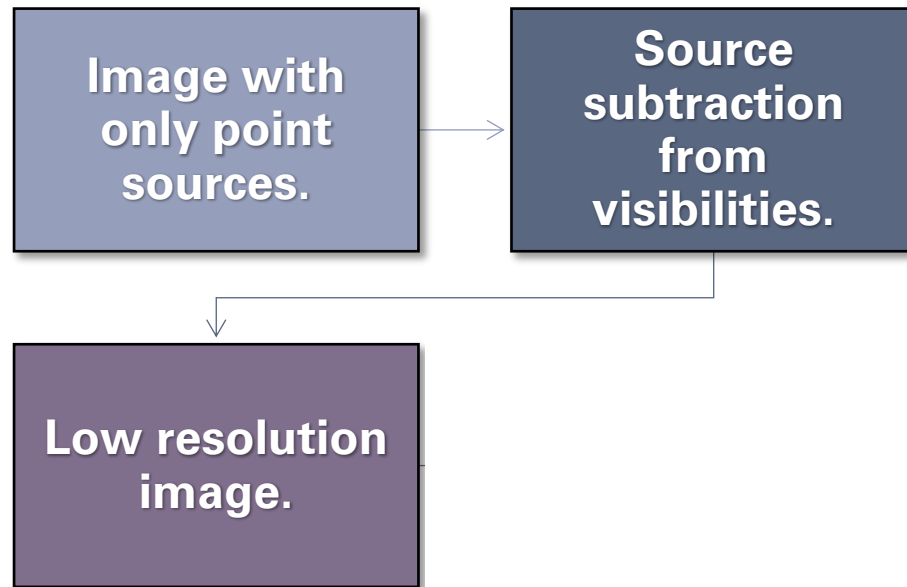 Image with
only point
sources.
Source
subtraction
from
visibilities.
Low resolution
image.